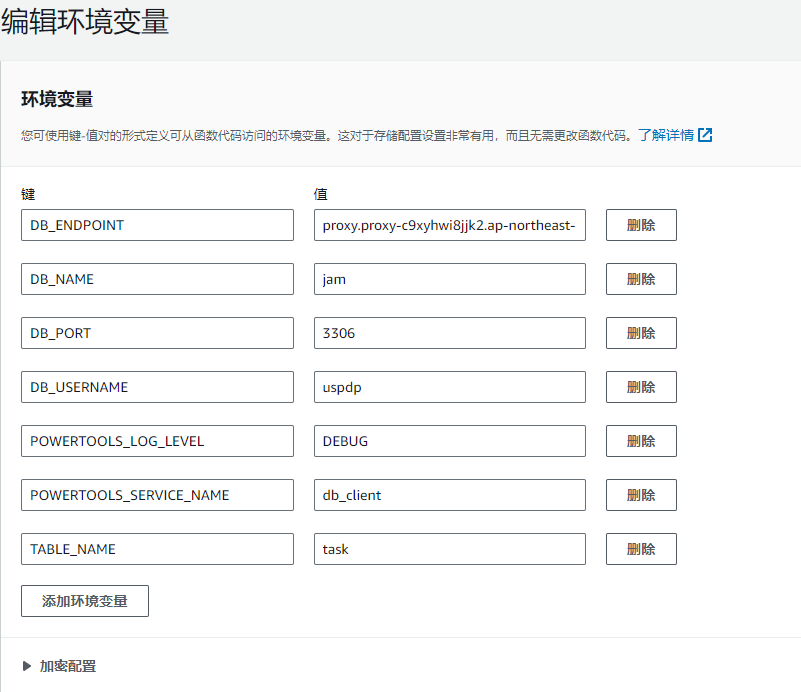 编辑环境变量
环境变量
您可使用键-值对的形式定义可从函数代码访问的环境变量。这对于存储配置设置非常有用，而且无需更改函数代码。了解详情
键 值
DB_ENDPOINT proxy.proxy-c9xyhwi8jjk2.ap-northeast- 删除
DB_NAME jam 删除
DB_PORT 3306 删除
DB_USERNAME uspdp 删除
POWERTOOLS_LOG_LEVEL DEBUG 删除
POWERTOOLS_SERVICE_NAME db_client 删除
TABLE_NAME task 删除
添加环境变量
加密配置